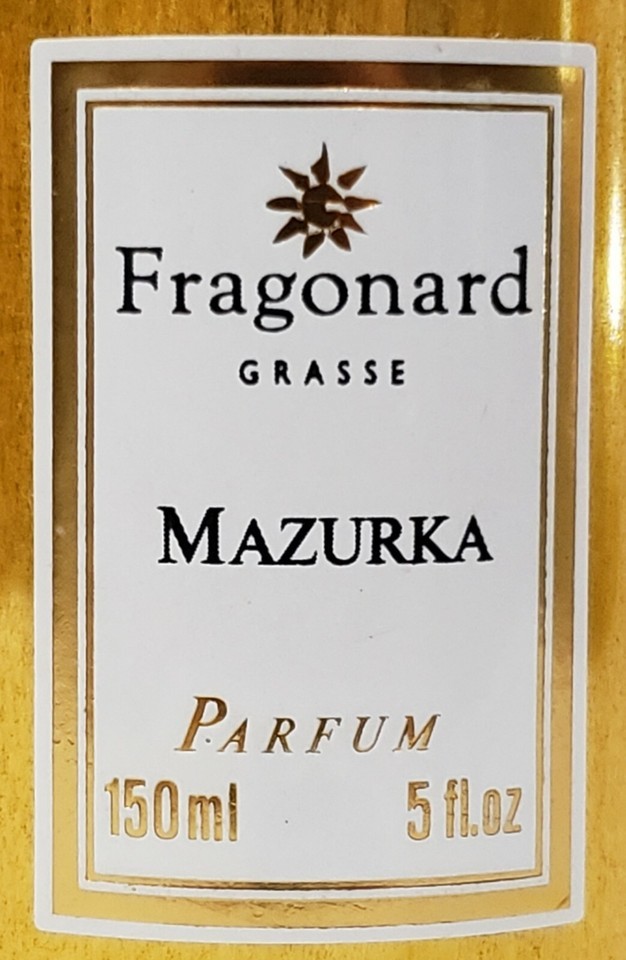 Fragonard
GRASSE
MAZURKA
PARFUM
150ml 5 fl.oz